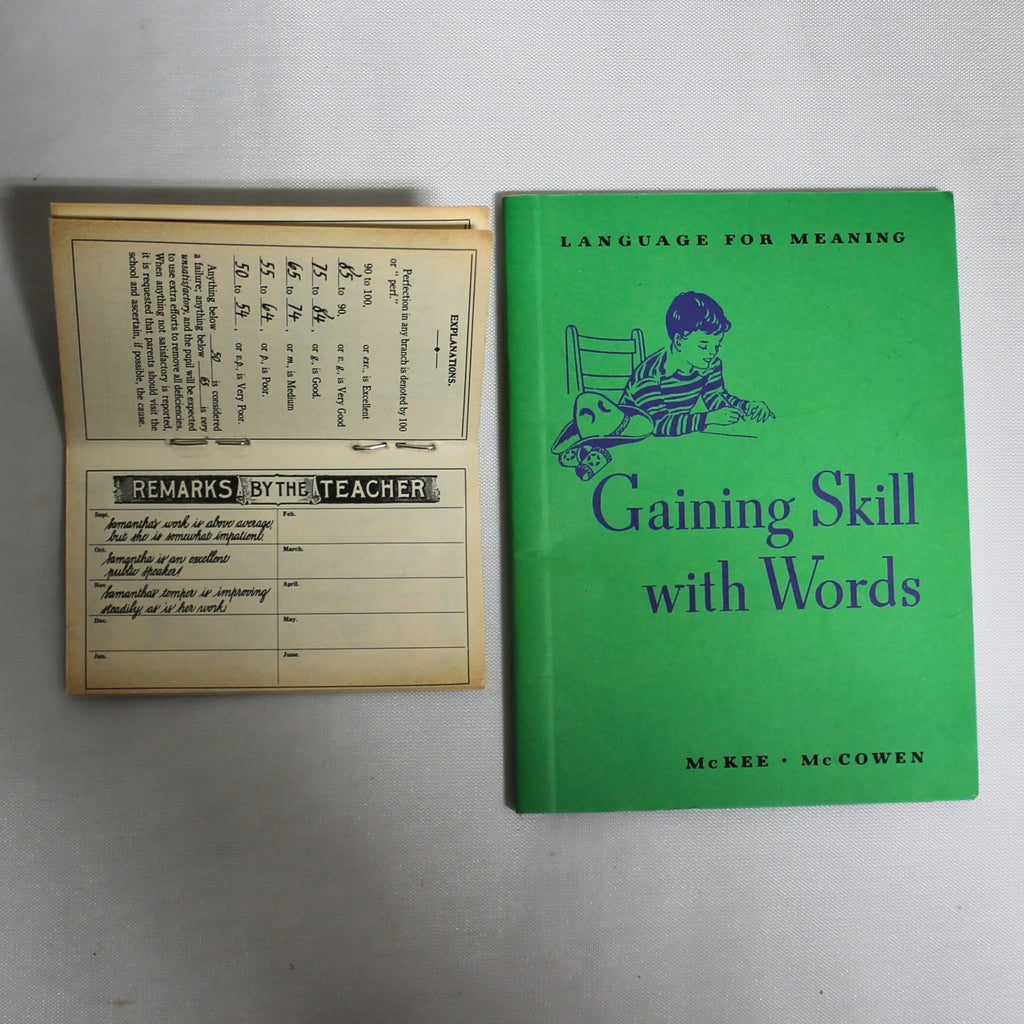 EXPLANATIONS.
Perfection in any branch is denoted by 100
or "perf."
90 to 100, or ex., is Excellent
85 to 90, or v. g., is Very Good
75 to 84, or g., is Good.
65 to 74, or m., is Medium
55 to 64, or p., is Poor.
50 to 54, or v.p., is Very Poor.
Anything below 50 is considered
a failure; anything below 65 is very
unsatisfactory, and the pupil will be expected
to use extra efforts to remove all deficiencies.
When anything not satisfactory is reported,
it is requested that parents should visit the
school and ascertain, if possible, the cause.
REMARKS BY THE TEACHER
Sept.
Samantha's work is above average,
but she is somewhat impatient.
Oct.
Samantha is an excellent
public speaker!
Nov.
Samantha's temper is improving
steadily, as is her work
Dec.
Jan.
Feb.
March.
April.
May.
June.
LANGUAGE FOR MEANING
Gaining Skill
with Words
McKEE • McCOWEN